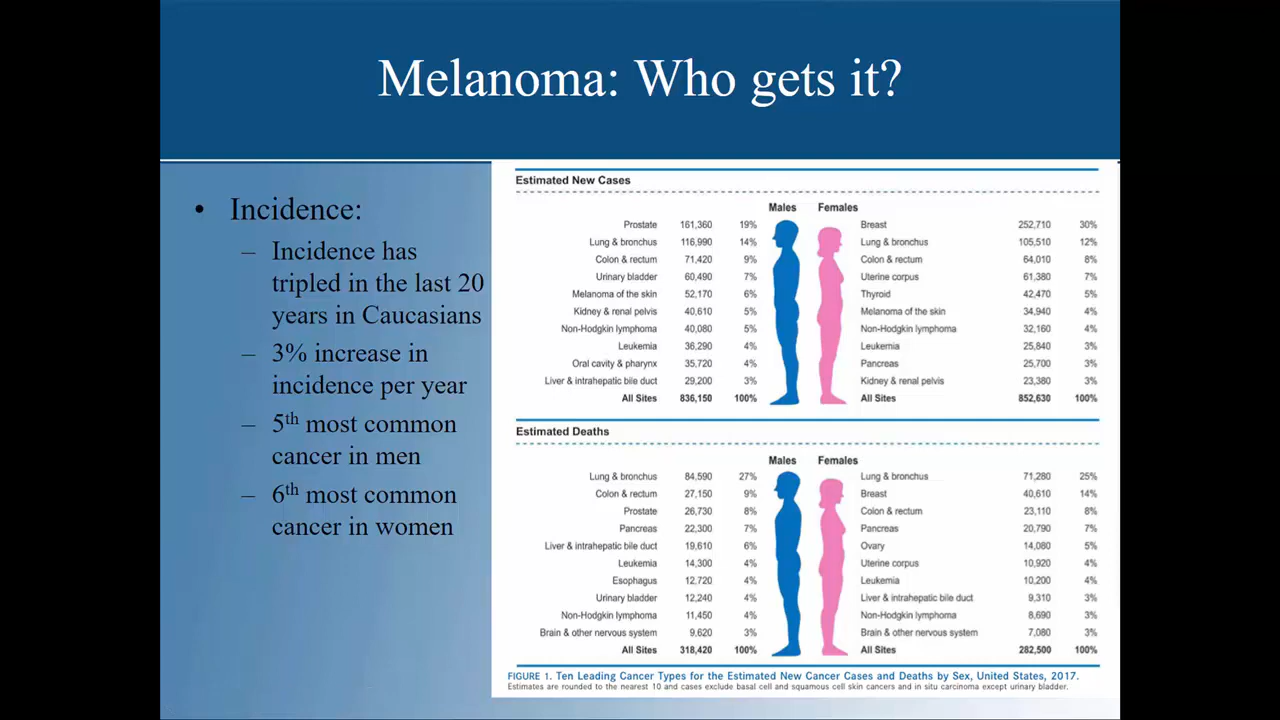 Melanoma: Who gets it?
• Incidence:
– Incidence has
tripled in the last 20
years in Caucasians
– 3% increase in
incidence per year
– 5th most common
cancer in men
– 6th most common
cancer in women
Estimated New Cases
Males Females
Prostate 161,360 19% Breast 252,710 30%
Lung & bronchus 116,990 14% Lung & bronchus 105,510 12%
Colon & rectum 71,420 9% Colon & rectum 64,010 8%
Urinary bladder 60,490 7% Uterine corpus 61,380 7%
Melanoma of the skin 52,170 6% Thyroid 42,470 5%
Kidney & renal pelvis 40,610 5% Melanoma of the skin 34,940 4%
Non-Hodgkin lymphoma 40,080 5% Non-Hodgkin lymphoma 32,160 4%
Leukemia 36,290 4% Leukemia 25,840 3%
Oral cavity & pharynx 35,720 4% Pancreas 25,700 3%
Liver & intrahepatic bile duct 29,200 3% Kidney & renal pelvis 23,380 3%
All Sites 836,150 100% All Sites 852,630 100%
Estimated Deaths
Males Females
Lung & bronchus 84,590 27% Lung & bronchus 71,280 25%
Colon & rectum 27,150 9% Breast 40,610 14%
Prostate 26,730 8% Colon & rectum 23,110 8%
Pancreas 22,300 7% Pancreas 20,790 7%
Liver & intrahepatic bile duct 19,610 6% Ovary 14,080 5%
Leukemia 14,300 4% Uterine corpus 10,920 4%
Esophagus 12,720 4% Leukemia 10,200 4%
Urinary bladder 12,240 4% Liver & intrahepatic bile duct 9,310 3%
Non-Hodgkin lymphoma 11,450 4% Non-Hodgkin lymphoma 8,690 3%
Brain & other nervous system 9,620 3% Brain & other nervous system 7,080 3%
All Sites 318,420 100% All Sites 282,500 100%
FIGURE 1. Ten Leading Cancer Types for the Estimated New Cancer Cases and Deaths by Sex, United States, 2017.
Estimates are rounded to the nearest 10 and cases exclude basal cell and squamous cell skin cancers and in situ carcinoma except urinary bladder.